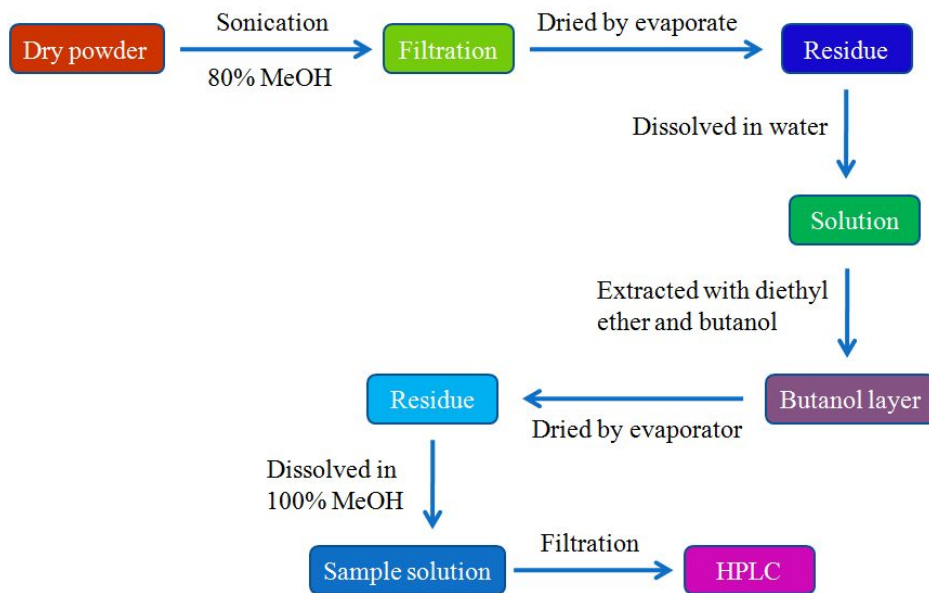 Sonication
Dried by evaporate
Dry powder
Filtration
Residue
80% MeOH
Dissolved in water
Solution
Extracted with diethyl
ether and butanol
Butanol layer
Residue
Dried by evaporator
Dissolved in
100% MeOH
Filtration
Sample solution
HPLC